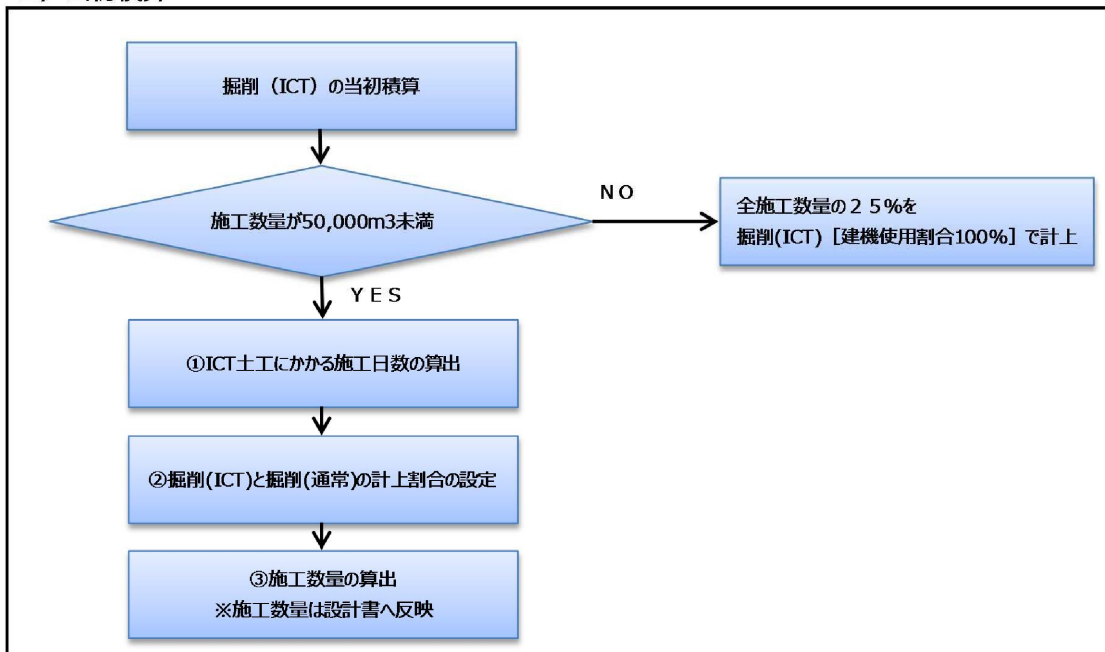 掘削（ICT）の当初積算
施工数量が50,000m3未満
ＮＯ
全施工数量の２５％を
掘削(ICT)［建機使用割合100％］で計上
ＹＥＳ
①ICT土工にかかる施工日数の算出
②掘削(ICT)と掘削(通常)の計上割合の設定
③施工数量の算出
※施工数量は設計書へ反映